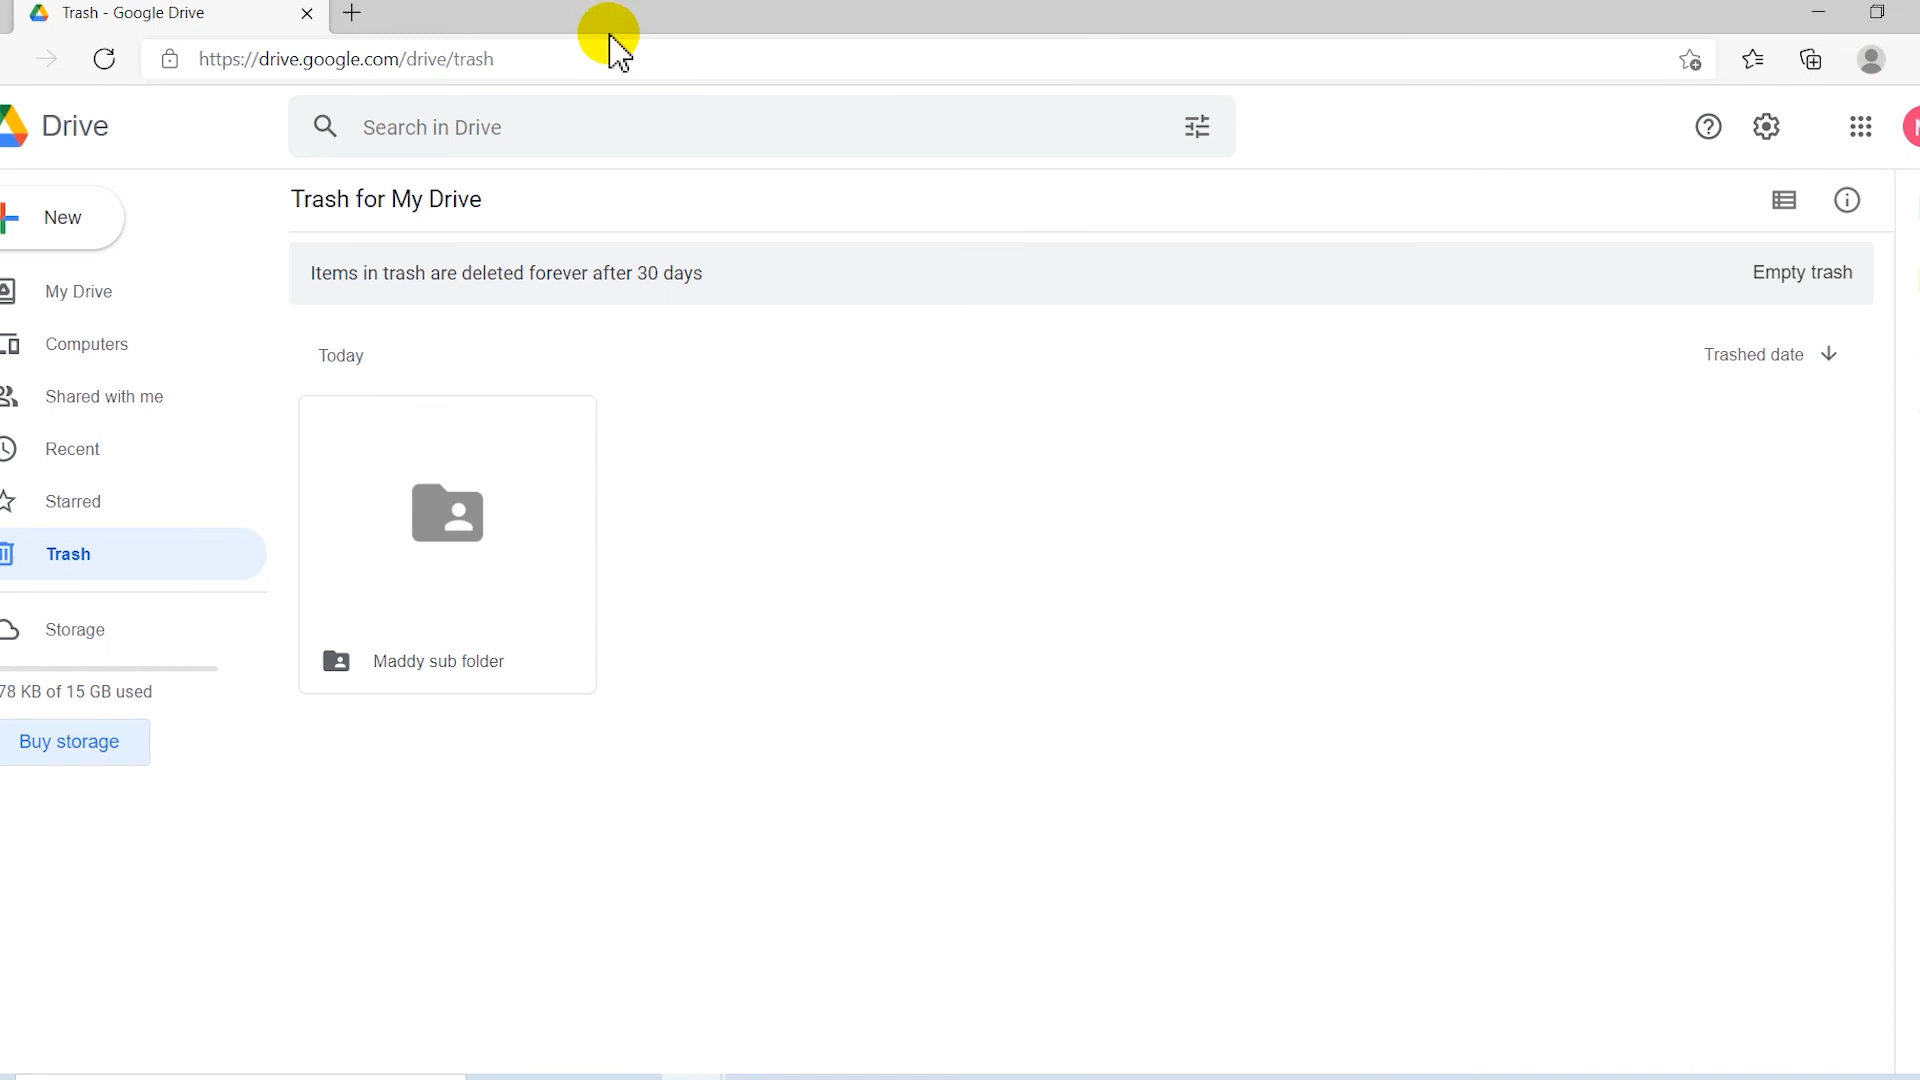 Trash - Google Drive
https://drive.google.com/drive/trash
Drive
Search in Drive
New
Trash for My Drive
Items in trash are deleted forever after 30 days
Empty trash
My Drive
Computers
Shared with me
Recent
Starred
Trash
Storage
78 KB of 15 GB used
Buy storage
Today
Trashed date
Maddy sub folder